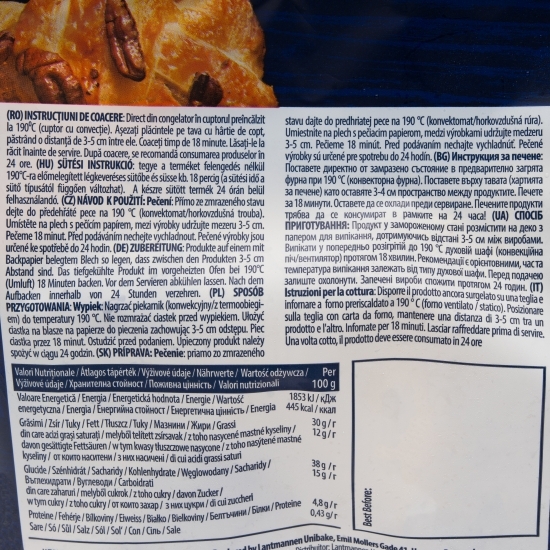 (RO) INSTRUCȚIUNI DE COACERE: Direct din congelator în cuptorul preîncălzit
la 190°C (cuptor cu convecție). Așezați plăcintele pe tava cu hârtie de copt,
păstrând o distanță de 3-5 cm între ele. Coaceți timp de 18 minute. Lăsați-le la
răcit înainte de servire. După coacere, se recomandă consumarea produselor în
24 ore. (HU) SÜTÉSI INSTRUKCIÓ: tegye a terméket felengedés nélkül
190°C-ra előmelegített légkeveréses sütőbe és süsse kb. 18 percig (a sütési idő a
sütő típusától függően változhat). A készre sütött termék 24 órán belül
felhasználandó. (CZ) NÁVOD K POUŽITÍ: Pečení: Přímo ze zmraženého stavu
dejte do předehřáté pece na 190 °C (konvektomat/horkovzdušná trouba).
Umístěte na plech s pečícím papírem, mezi výrobky udržujte mezeru 3-5 cm.
Pečeme 18 minut. Před podáváním nechejte vychladnout. Pečené výrobky jsou
určené ke spotřebě do 24 hodin. (DE) ZUBEREITUNG: Produkte auf einem mit
Backpapier belegtem Blech so legen, dass zwischen den Produkten 3-5 cm
Abstand sind. Das tiefgekühlte Produkt im vorgeheizten Ofen bei 190°C
(Umluft) 18 Minuten backen. Vor dem Servieren abkühlen lassen. Nach dem
Aufbacken innerhalb von 24 Stunden verzehren. (PL) SPOSÓB
PRZYGOTOWANIA: Wypiek: Nagrzać piekarnik (konwekcyjny/z termoobiegi-
em) do temperatury 190 °C. Nie rozmrażać ciastek przed wypiekiem. Ułożyć
ciastka na blasze na papierze do pieczenia zachowując 3-5 cm odstępu. Piec
ciastka przez 18 minut. Ostudzić przed podaniem. Upieczony produkt należy
spożyć w ciągu 24 godzin. (SK) PRÍPRAVA: Pečenie: priamo zo zmrazeného
stavu dajte do predhriatej pece na 190 °C (konvektomat/horkovzdušná rúra).
Umiestnite na plech s pečiacim papierom, medzi výrobkami udržujte medzeru
3-5 cm. Pečieme 18 minút. Pred podávaním nechajte vychladnúť. Pečené
výrobky sú určené pre spotrebu do 24 hodín. (BG) Инструкция за печене:
Поставете директно от замразено състояние в предварително загрята
фурна при 190 °C (конвекторна фурна). Поставете върху тавата (хартията
за печене) като оставяте 3-4 см пространство между продуктите. Печете
за 18 минути. Оставете да се охлади преди сервиране. Печените продукти
трябва да се консумират в рамките на 24 часа! (UA) СПОСІБ
ПРИГОТУВАННЯ: Продукт у замороженому стані розмістити на деко з
папером для випікання, дотримуючись відстані 3-5 см між виробами.
Випікати у попередньо розігрітій до 190 °C духовій шафі (конвекційна
піч/вентилятор) протягом 18 хвилин. Рекомендації є орієнтовними, час та
температура випікання залежать від типу духової шафи. Перед подачею
залиште охолонути. Запечені вироби спожити протягом 24 годин. (IT)
Istruzioni per la cottura: Disporre il prodotto ancora surgelato su una teglia e
infornare a forno preriscaldato a 190° C (forno ventilato / statico). Posizionare
sulla teglia con carta da forno, mantenere una distanza di 3-5 cm tra un
prodotto e l'altro. Infornate per 18 minuti. Lasciar raffreddare prima di servire.
Una volta cotto, il prodotto deve essere consumato in 24 ore
Valori Nutriționale / Átlagos tápérték / Výživové údaje / Nährwerte / Wartość odżywcza / Per
Výživové údaje / Хранителна стойност / Поживна цінність / Valori nutrizionali 100 g
Valoare Energetică / Energia / Energetická hodnota / Energie / Wartość 1853 kJ / кДж
energetyczna / Energia / Енергийна стойност / Енергетична цінність / Energia 445 kcal / ккал
Grăsimi / Zsír / Tuky / Fett / Tłuszcz / Tuky / Мазнини / Жири / Grassi 30 g / г
din care acizi grași saturați / melyből telített zsírsavak / z toho nasycené mastné kyseliny / 12 g / г
davon gesättigte Fettsäuren / w tym kwasy tłuszczowe nasycone / z toho nasýtené mastné
kyseliny / от които наситени / з них насичені / di cui acidi grassi saturi
Glucide / Szénhidrát / Sacharidy / Kohlenhydrate / Węglowodany / Sacharidy / 38 g / г
Въглехидрати / Вуглеводи / Carboidrati 15 g / г
din care zaharuri / melyből cukrok / z toho cukry / davon Zucker /
w tym cukry / z toho cukry / от които захар / з них цукри / di cui zuccheri
Proteine / Fehérje / Bílkoviny / Eiweiss / Białko / Bielkoviny / Белтъчини / Білки / Proteine 4,8 g / г
Sare / Só / Sůl / Salz / Sól / Soľ / Сол / Сіль / Sale 0,43 g / г
Best Before:
by Lantmannen Unibake, Emil Mollers Gade 41
Distribuitor: Lantmannen